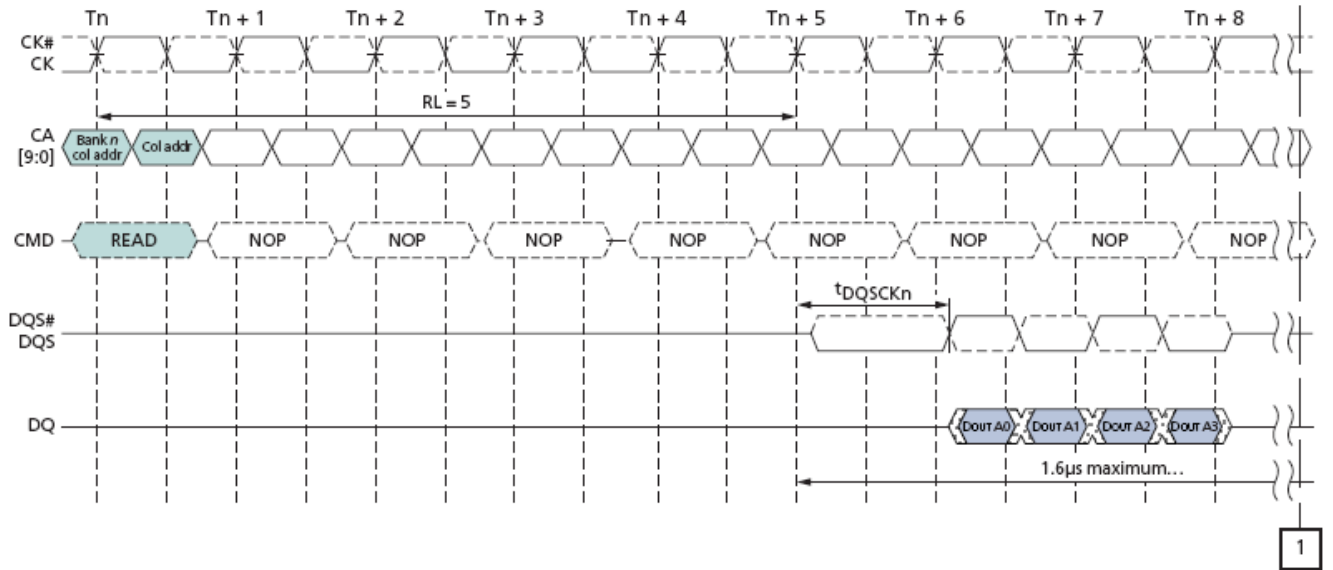 Tn Tn + 1 Tn + 2 Tn + 3 Tn + 4 Tn + 5 Tn + 6 Tn + 7 Tn + 8
CK#
CK
RL = 5
CA
[9:0]
Bank n
col addr
Col addr
CMD READ NOP NOP NOP NOP NOP NOP NOP NOP
tDQSCKn
DQS#
DQS
DQ DOUT A0 DOUT A1 DOUT A2 DOUT A3
1.6µs maximum…
1